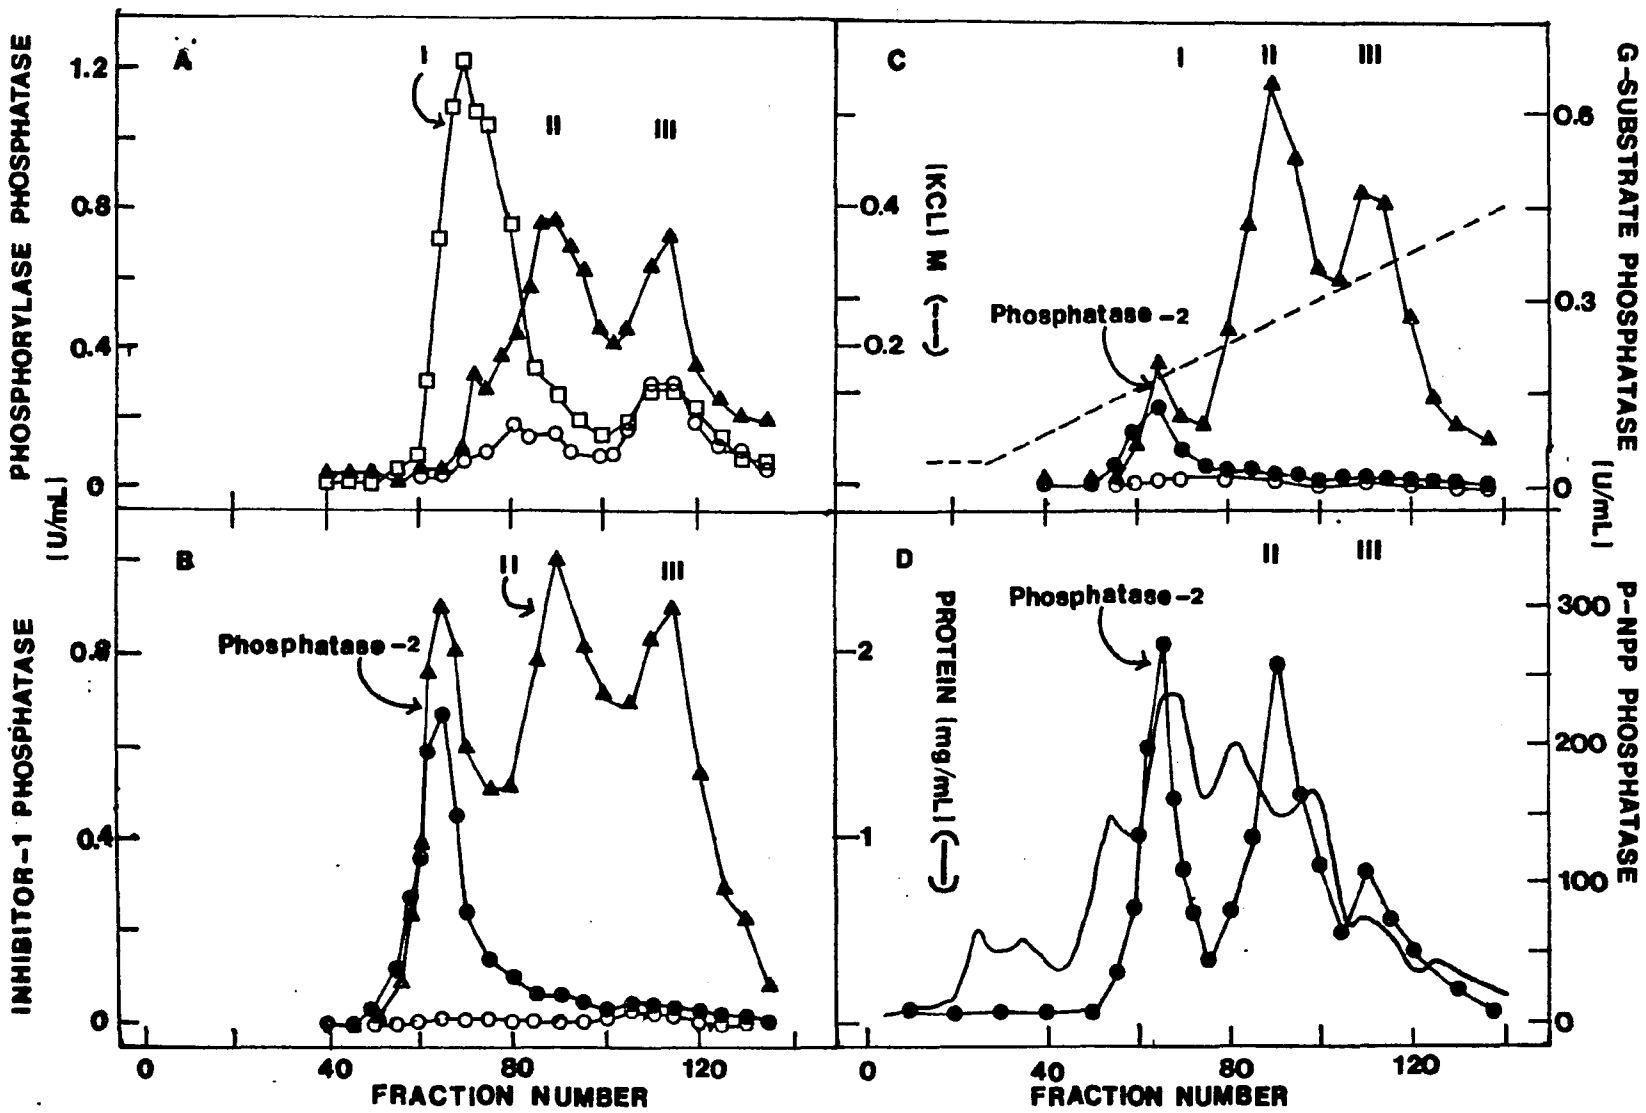 PHOSPHORYLASE PHOSPHATASE
(U/mL)
INHIBITOR-1 PHOSPHATASE
A
I
II
III
1.2
0.8
0.4
0
B
Phosphatase-2
II
III
0.8
0.4
0
0
40
80
120
FRACTION NUMBER
C
I
II
III
0.4
0.2
(KCL) M (---)
Phosphatase-2
0.6
0.3
0
G-SUBSTRATE PHOSPHATASE
(U/mL)
P-NPP PHOSPHATASE
D
II
III
Phosphatase-2
2
1
PROTEIN (mg/mL) (—)
300
200
100
0
0
40
80
120
FRACTION NUMBER